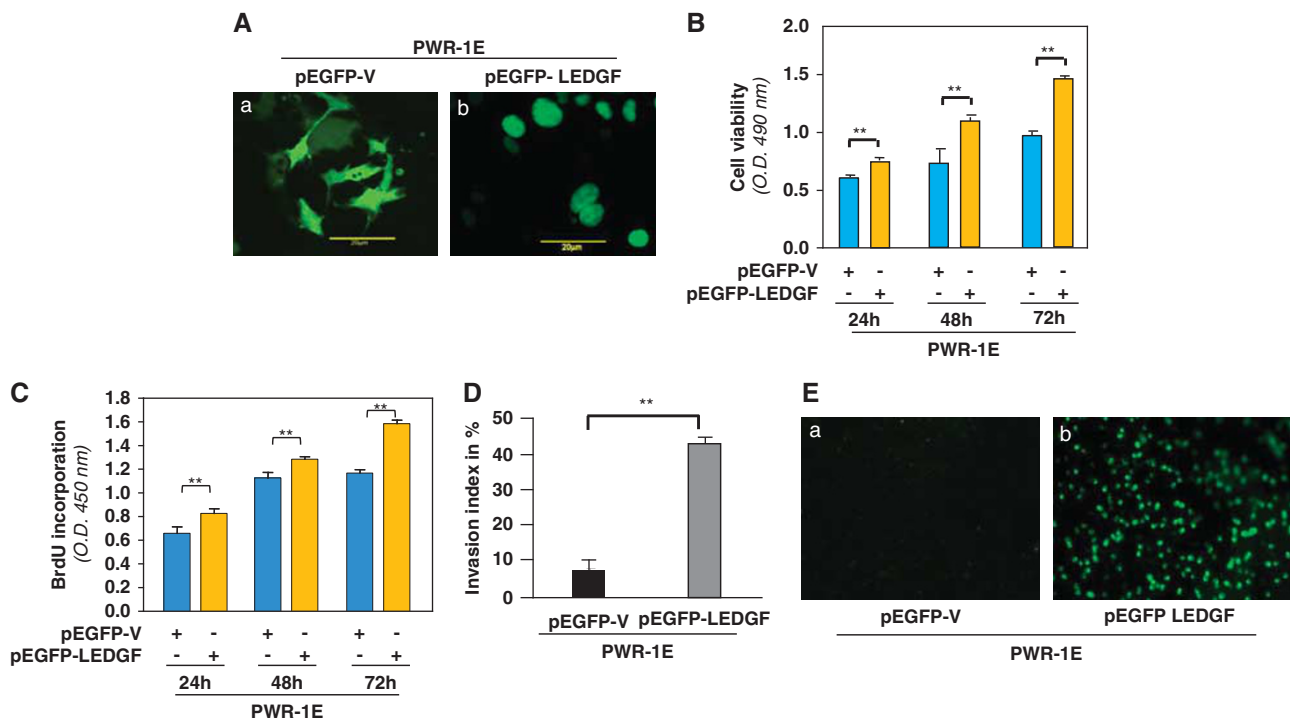 A
PWR-1E
pEGFP-V
pEGFP- LEDGF
a
b
20µm
20µm
B
Cell viability
(O.D. 490 nm)
2.0
1.5
1.0
0.5
0.0
** ** **
pEGFP-V + - + - + -
pEGFP-LEDGF - + - + - +
24h 48h 72h
PWR-1E
C
BrdU incorporation
(O.D. 450 nm)
1.8
1.6
1.4
1.2
1.0
0.8
0.6
0.4
0.2
0.0
** ** **
pEGFP-V + - + - + -
pEGFP-LEDGF - + - + - +
24h 48h 72h
PWR-1E
D
Invasion index in %
50
40
30
20
10
0
**
pEGFP-V pEGFP-LEDGF
PWR-1E
E
a
b
pEGFP-V
pEGFP LEDGF
PWR-1E